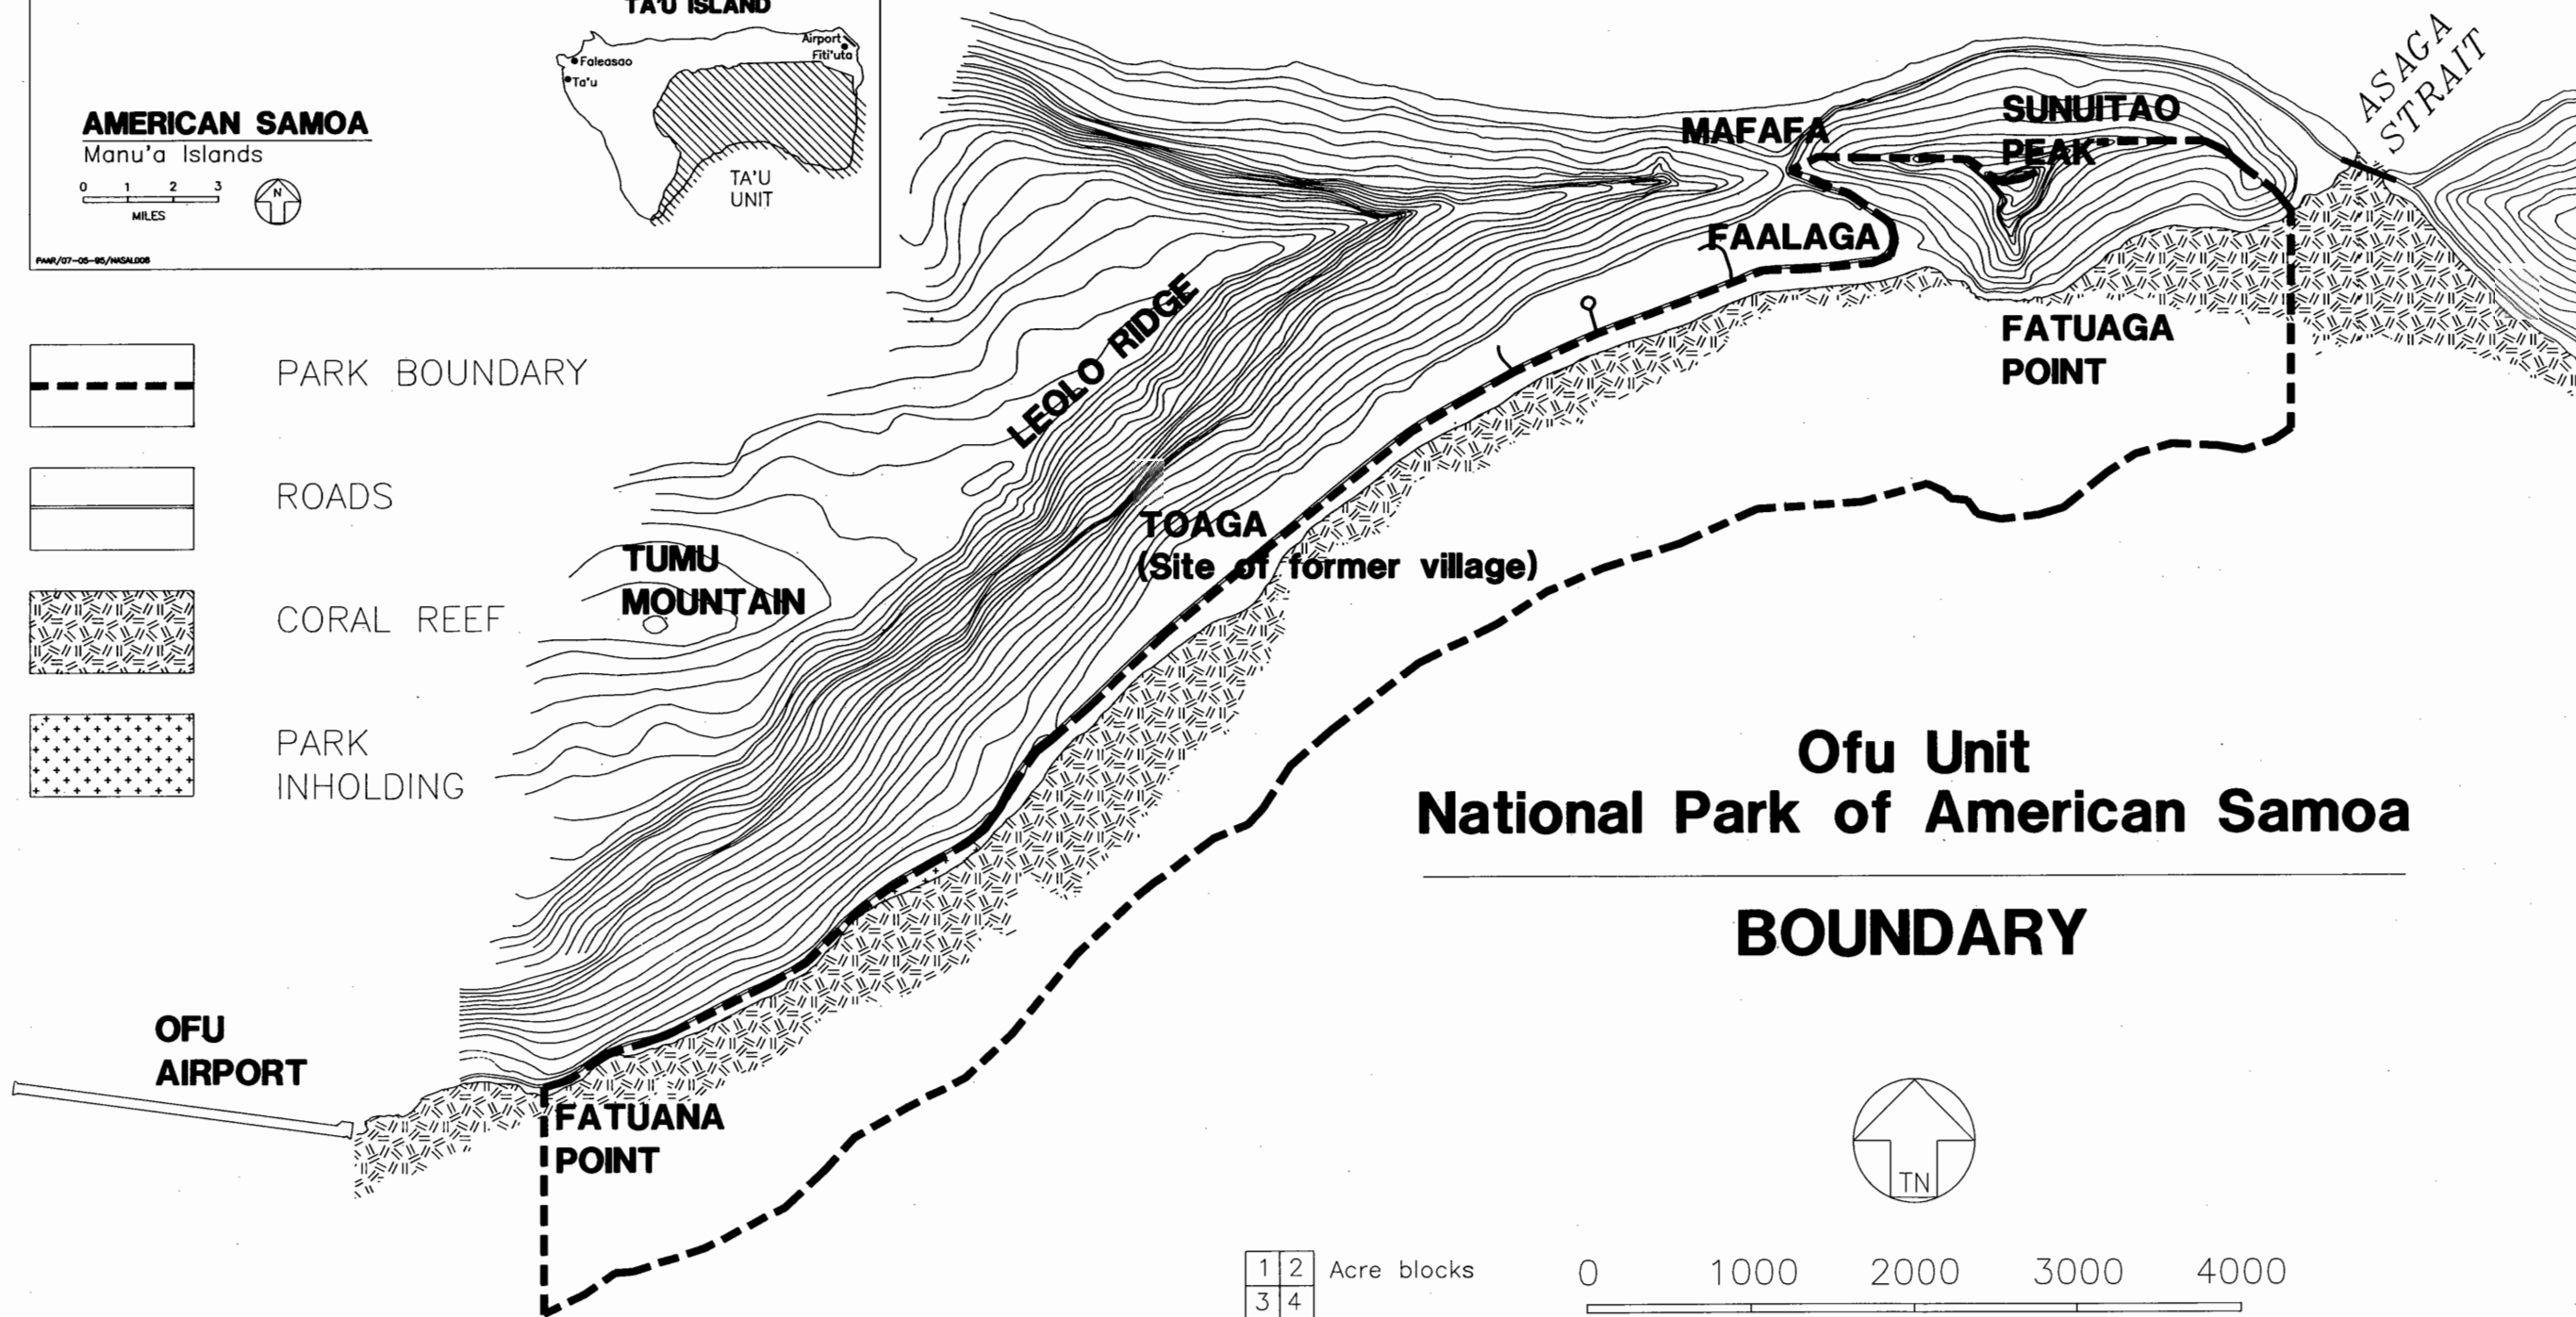 TA'U ISLAND
Airport
Fiti'uta
Faleasao
Ta'u
AMERICAN SAMOA
Manu'a Islands
0 1 2 3
MILES
N
TA'U
UNIT
PARK BOUNDARY
ROADS
CORAL REEF
PARK
INHOLDING
ASAGA
STRAIT
SUNUITAO
PEAK
MAFAFA
FAALAGA
FATUAGA
POINT
LEOLO RIDGE
TOAGA
(Site of former village)
TUMU
MOUNTAIN
OFU
AIRPORT
FATUANA
POINT
Ofu Unit
National Park of American Samoa
BOUNDARY
TN
1 2
3 4
Acre blocks
0 1000 2000 3000 4000